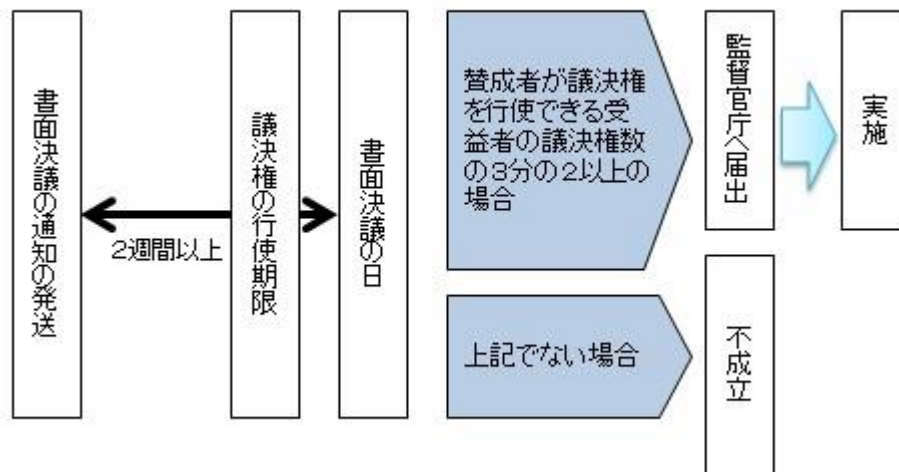 書面決議の通知の発送
2週間以上
議決権の行使期限
書面決議の日
賛成者が議決権
を行使できる受
益者の議決権数
の3分の2以上の
場合
監督官庁へ届出
実施
上記でない場合
不成立